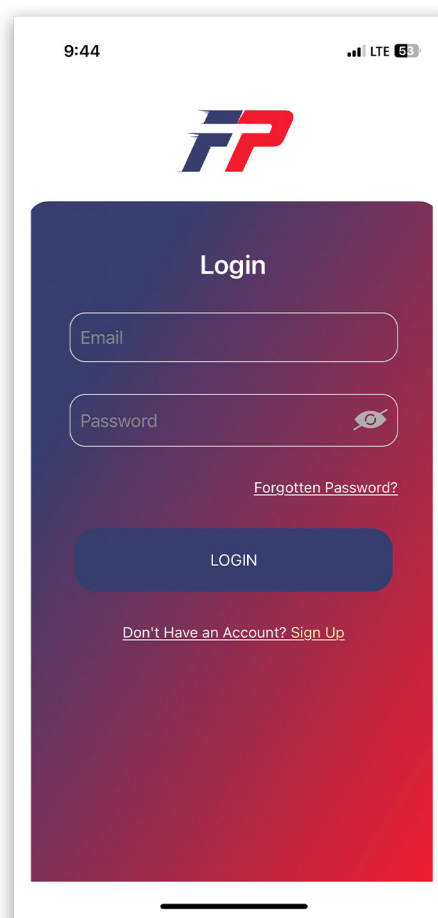 9:44
LTE 53
FP
Login
Email
Password
Forgotten Password?
LOGIN
Don't Have an Account? Sign Up